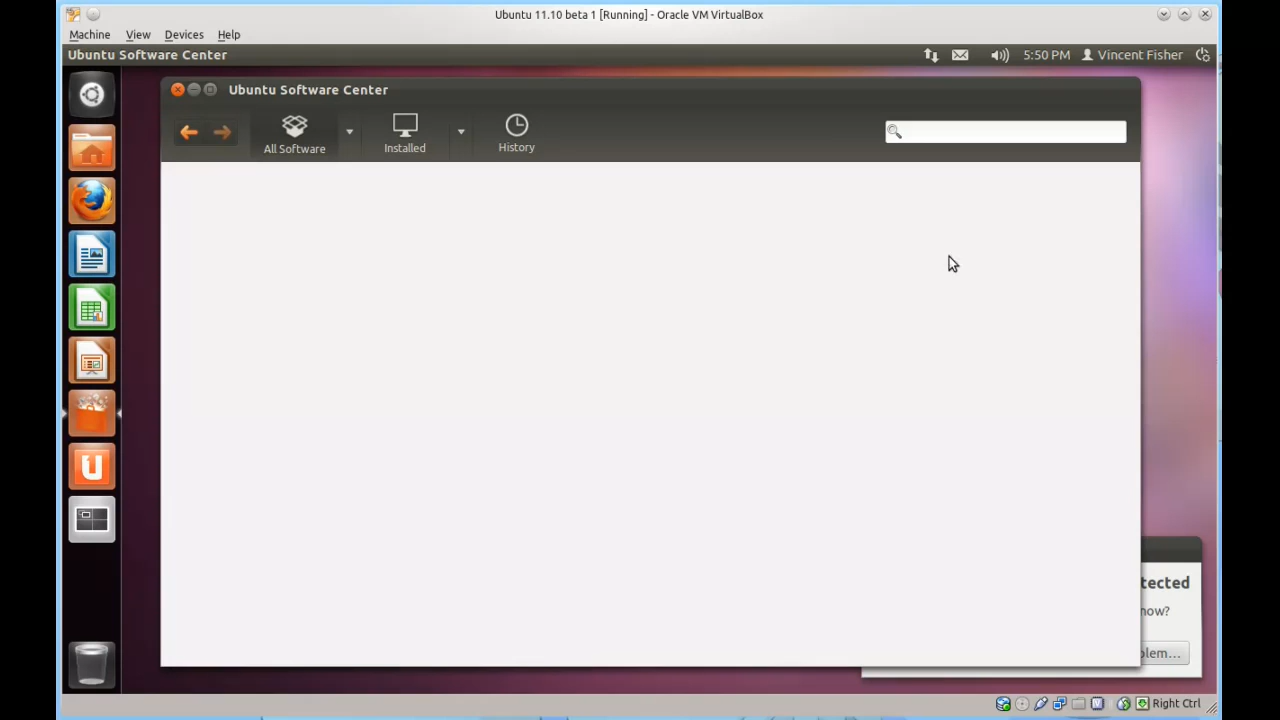 Ubuntu 11.10 beta 1 [Running] - Oracle VM VirtualBox
Machine View Devices Help
Ubuntu Software Center
5:50 PM Vincent Fisher
Ubuntu Software Center
All Software Installed History
tected
now?
blem...
Right Ctrl